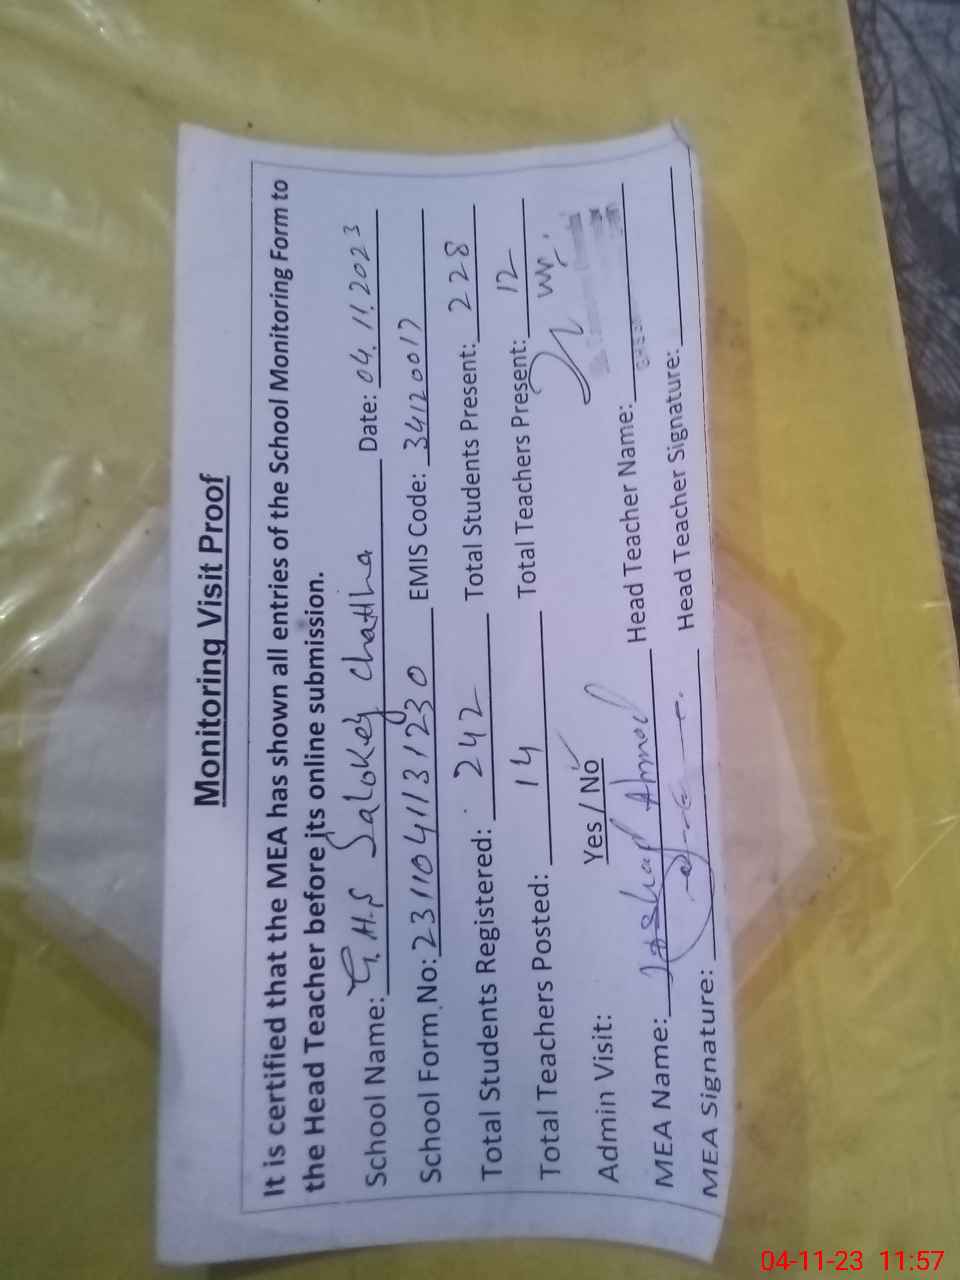 Monitoring Visit Proof
It is certified that the MEA has shown all entries of the School Monitoring Form to
the Head Teacher before its online submission.
School Name: G.H.S Salokey Chattha Date: 04.11.2023
School Form No: 2311041131230 EMIS Code: 34120017
Total Students Registered: 242 Total Students Present: 228
Total Teachers Posted: 14 Total Teachers Present: 12
Admin Visit: Yes / No ✓
MEA Name: Ahmad Head Teacher Name:
MEA Signature: Head Teacher Signature:
04-11-23 11:57